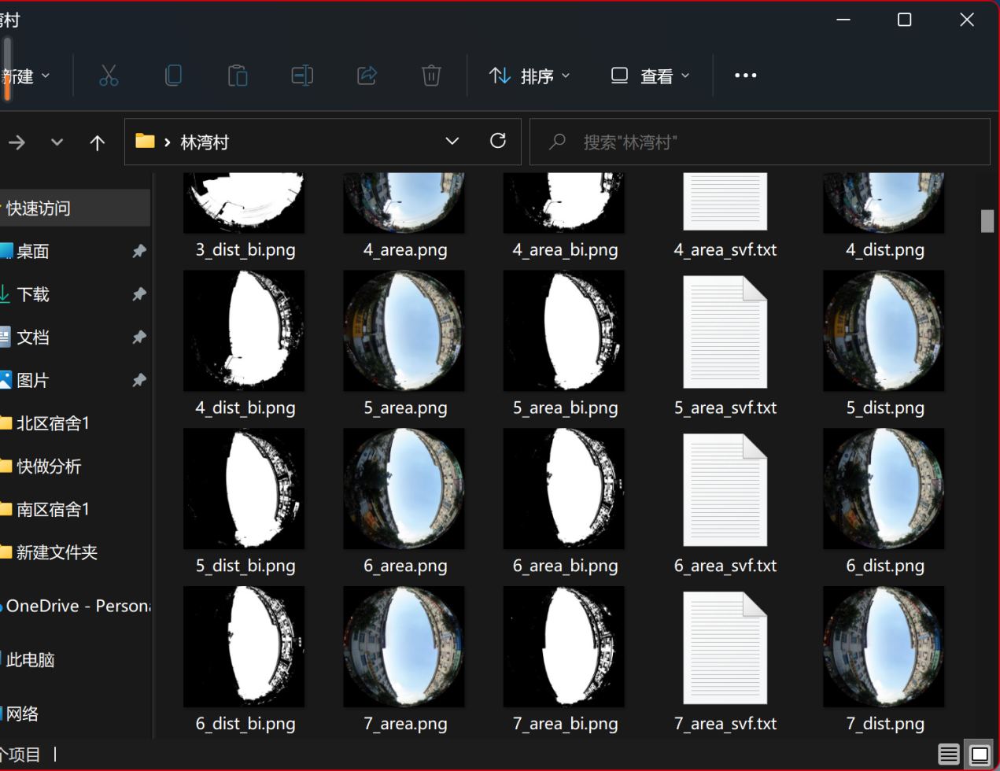 湾村
新建
排序
查看
林湾村
搜索"林湾村"
快速访问
桌面
下载
文档
图片
北区宿舍1
快做分析
南区宿舍1
新建文件夹
OneDrive - Persona
此电脑
网络
3_dist_bi.png 4_area.png 4_area_bi.png 4_area_svf.txt 4_dist.png
4_dist_bi.png 5_area.png 5_area_bi.png 5_area_svf.txt 5_dist.png
5_dist_bi.png 6_area.png 6_area_bi.png 6_area_svf.txt 6_dist.png
6_dist_bi.png 7_area.png 7_area_bi.png 7_area_svf.txt 7_dist.png
个项目